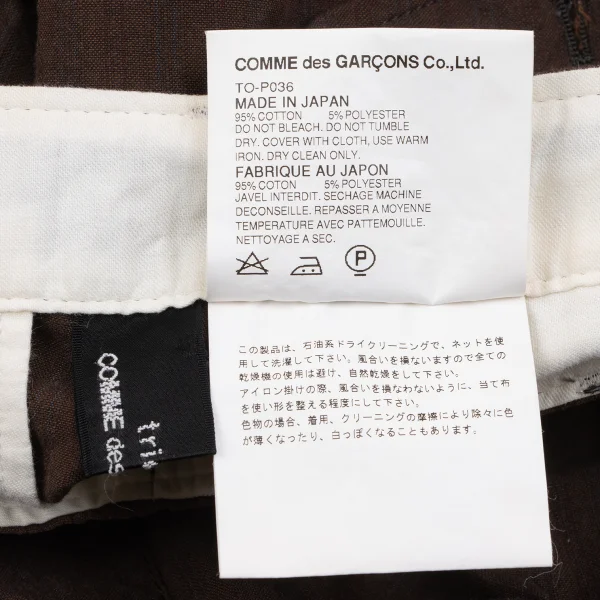 COMME des GARÇONS Co.,Ltd.
TO-P036
MADE IN JAPAN
95% COTTON 5% POLYESTER
DO NOT BLEACH. DO NOT TUMBLE
DRY. COVER WITH CLOTH, USE WARM
IRON. DRY CLEAN ONLY.
FABRIQUE AU JAPON
95% COTON 5% POLYESTER
JAVEL INTERDIT. SECHAGE MACHINE
DECONSEILLE. REPASSER A MOYENNE
TEMPERATURE AVEC PATTEMOUILLE.
NETTOYAGE A SEC.
P
この製品は、石油系ドライクリーニングで、ネットを使
用して洗濯して下さい。風合いを損ないますので全ての
乾燥機の使用は避け、自然乾燥をして下さい。
アイロン掛けの際、風合いを損なわないように、当て布
を使い形を整える程度にして下さい。
色物の場合、着用、クリーニングの摩擦により除々に色
が薄くなったり、白っぽくなることもあります。
COMME des